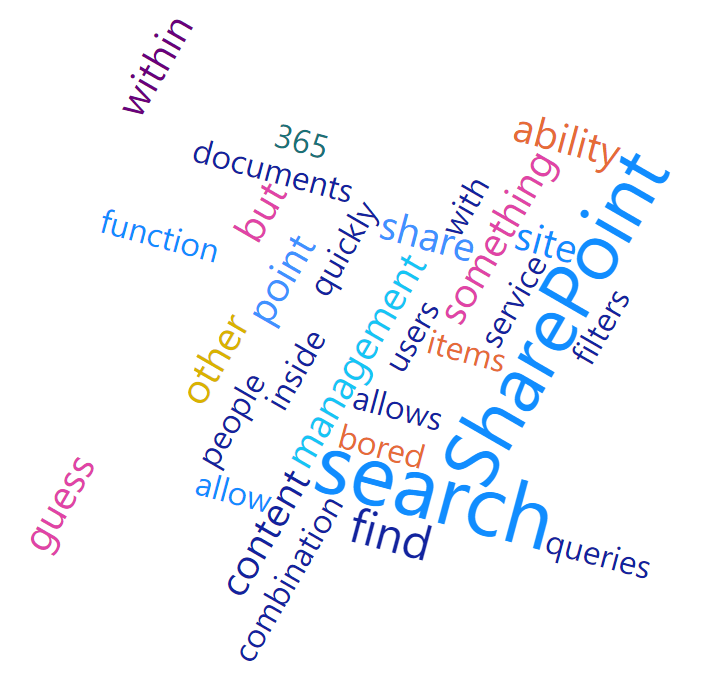 within
365
ability
documents
something
with
SharePoint
but
quickly
share
site
function
point
management
service
users
filters
items
other
inside
people
allows
bored
search
guess
allow
content
find
combination
queries